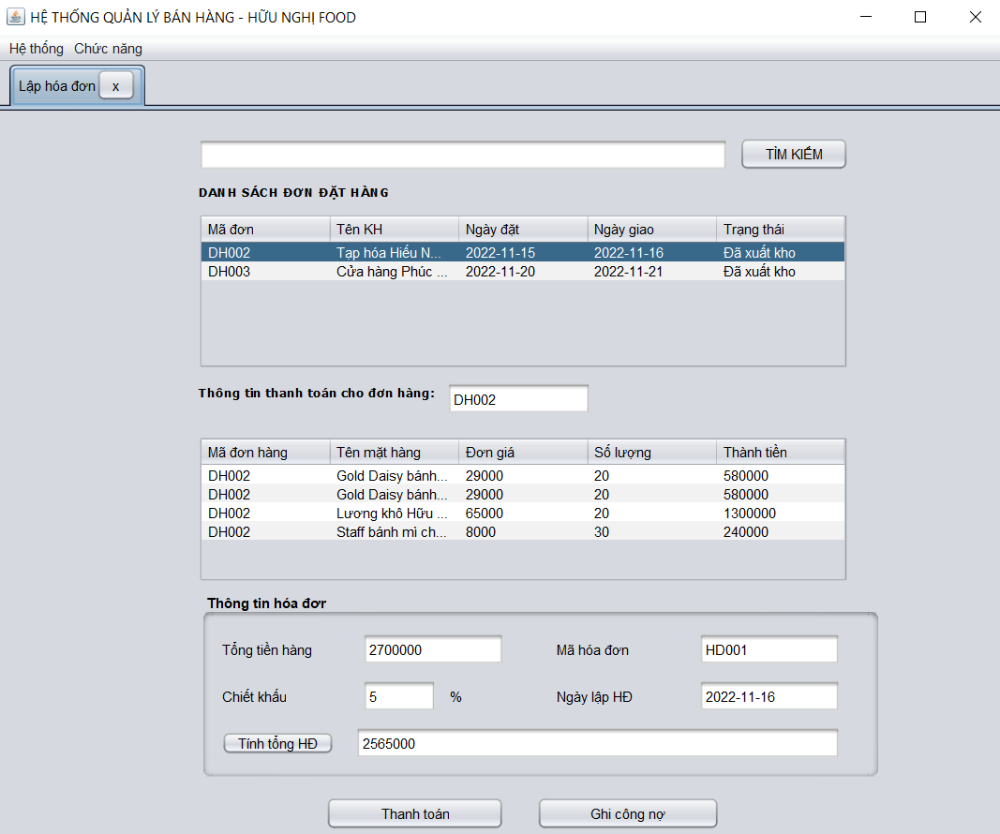 HỆ THỐNG QUẢN LÝ BÁN HÀNG - HỮU NGHỊ FOOD
Hệ thống Chức năng
Lập hóa đơn x
TÌM KIẾM
DANH SÁCH ĐƠN ĐẶT HÀNG
Mã đơn Tên KH Ngày đặt Ngày giao Trạng thái
DH002 Tạp hóa Hiếu N... 2022-11-15 2022-11-16 Đã xuất kho
DH003 Cửa hàng Phúc ... 2022-11-20 2022-11-21 Đã xuất kho
Thông tin thanh toán cho đơn hàng: DH002
Mã đơn hàng Tên mặt hàng Đơn giá Số lượng Thành tiền
DH002 Gold Daisy bánh... 29000 20 580000
DH002 Gold Daisy bánh... 29000 20 580000
DH002 Lương khô Hữu ... 65000 20 1300000
DH002 Staff bánh mì ch... 8000 30 240000
Thông tin hóa đơn
Tổng tiền hàng 2700000 Mã hóa đơn HD001
Chiết khấu 5 % Ngày lập HĐ 2022-11-16
Tính tổng HĐ 2565000
Thanh toán Ghi công nợ